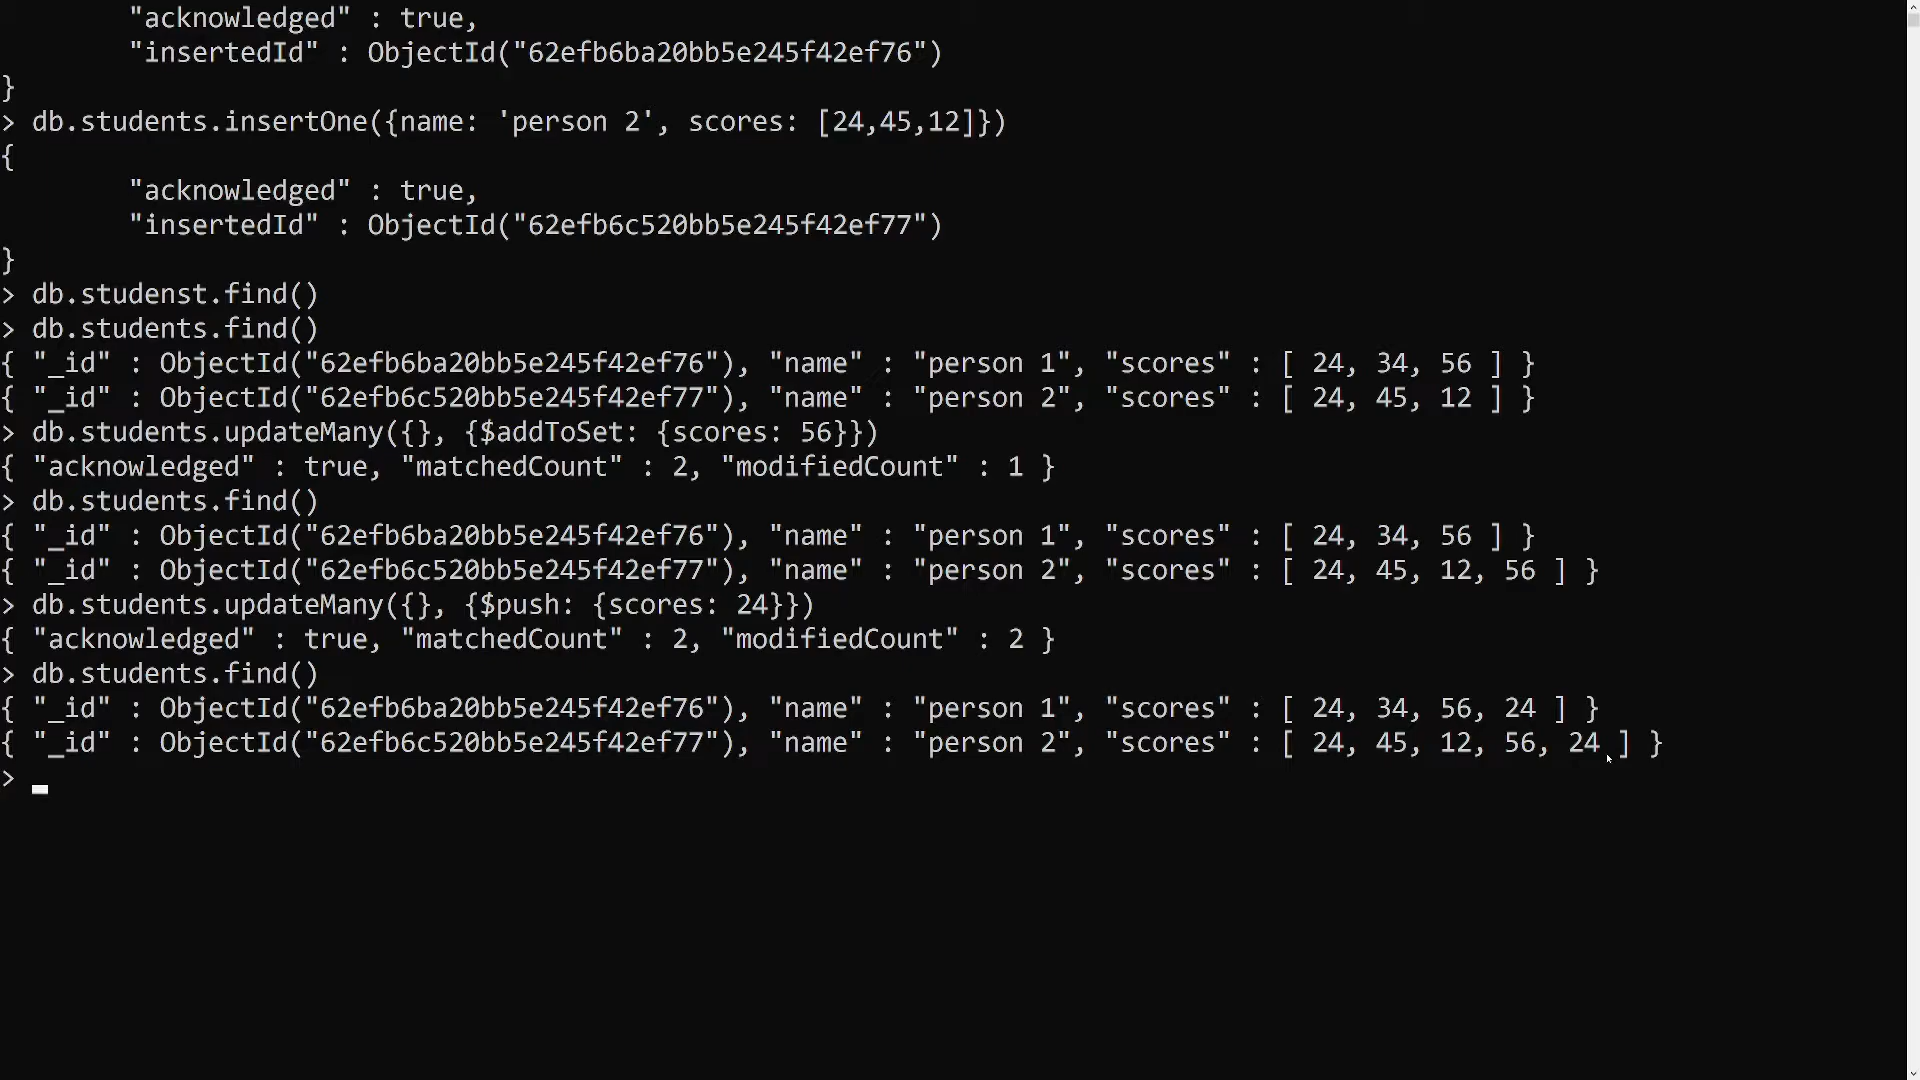 "acknowledged" : true,
"insertedId" : ObjectId("62efb6ba20bb5e245f42ef76")
}
> db.students.insertOne({name: 'person 2', scores: [24,45,12]})
{
"acknowledged" : true,
"insertedId" : ObjectId("62efb6c520bb5e245f42ef77")
}
> db.studenst.find()
> db.students.find()
{ "_id" : ObjectId("62efb6ba20bb5e245f42ef76"), "name" : "person 1", "scores" : [ 24, 34, 56 ] }
{ "_id" : ObjectId("62efb6c520bb5e245f42ef77"), "name" : "person 2", "scores" : [ 24, 45, 12 ] }
> db.students.updateMany({}, {$addToSet: {scores: 56}})
{ "acknowledged" : true, "matchedCount" : 2, "modifiedCount" : 1 }
> db.students.find()
{ "_id" : ObjectId("62efb6ba20bb5e245f42ef76"), "name" : "person 1", "scores" : [ 24, 34, 56 ] }
{ "_id" : ObjectId("62efb6c520bb5e245f42ef77"), "name" : "person 2", "scores" : [ 24, 45, 12, 56 ] }
> db.students.updateMany({}, {$push: {scores: 24}})
{ "acknowledged" : true, "matchedCount" : 2, "modifiedCount" : 2 }
> db.students.find()
{ "_id" : ObjectId("62efb6ba20bb5e245f42ef76"), "name" : "person 1", "scores" : [ 24, 34, 56, 24 ] }
{ "_id" : ObjectId("62efb6c520bb5e245f42ef77"), "name" : "person 2", "scores" : [ 24, 45, 12, 56, 24 ] }
>